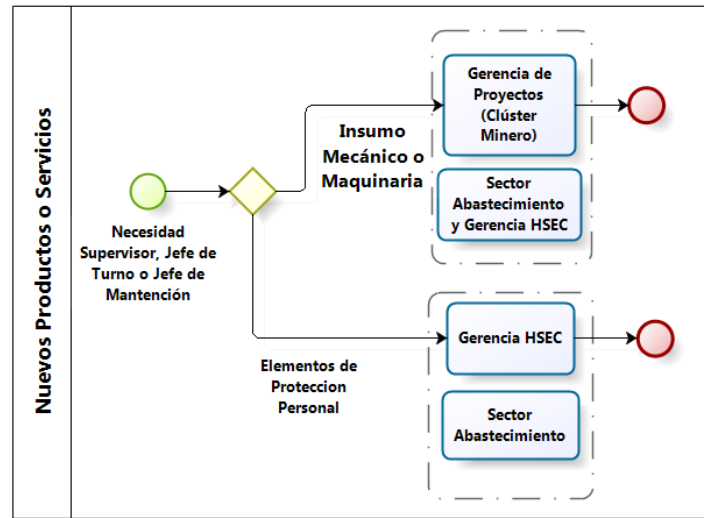 Nuevos Productos o Servicios
Necesidad
Supervisor, Jefe de
Turno o Jefe de
Mantención
Insumo
Mecánico o
Maquinaria
Gerencia de
Proyectos
(Clúster
Minero)
Sector
Abastecimiento
y Gerencia HSEC
Elementos de
Proteccion
Personal
Gerencia HSEC
Sector
Abastecimiento